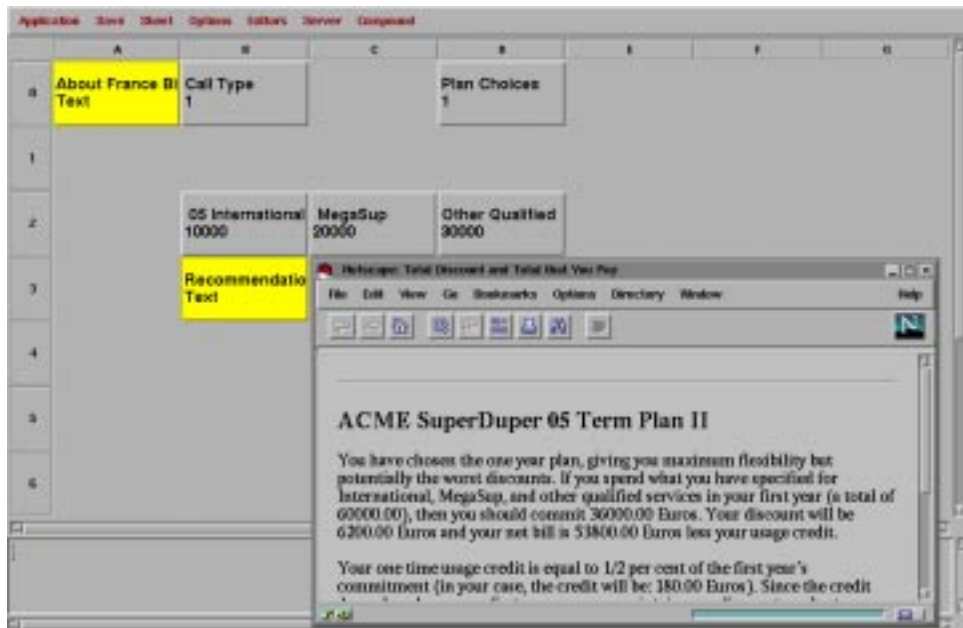 Application Save Sheet Options Editors Server Compound
A B C D E F G
0 About France Bi Call Type Plan Choices
Text 1 1
1
2 05 International MegaSup Other Qualified
10000 20000 30000
3 Recommendatio
Text
4
5
6
Netscape: Total Discount and Total that You Pay
File Edit View Go Bookmarks Options Directory Window Help
N
ACME SuperDuper 05 Term Plan II
You have chosen the one year plan, giving you maximum flexibility but
potentially the worst discounts. If you spend what you have specified for
International, MegaSup, and other qualified services in your first year (a total of
60000.00), then you should commit 36000.00 Euros. Your discount will be
6200.00 Euros and your net bill is 53800.00 Euros less your usage credit.
Your one time usage credit is equal to 1/2 per cent of the first year's
commitment (in your case, the credit will be: 180.00 Euros). Since the credit